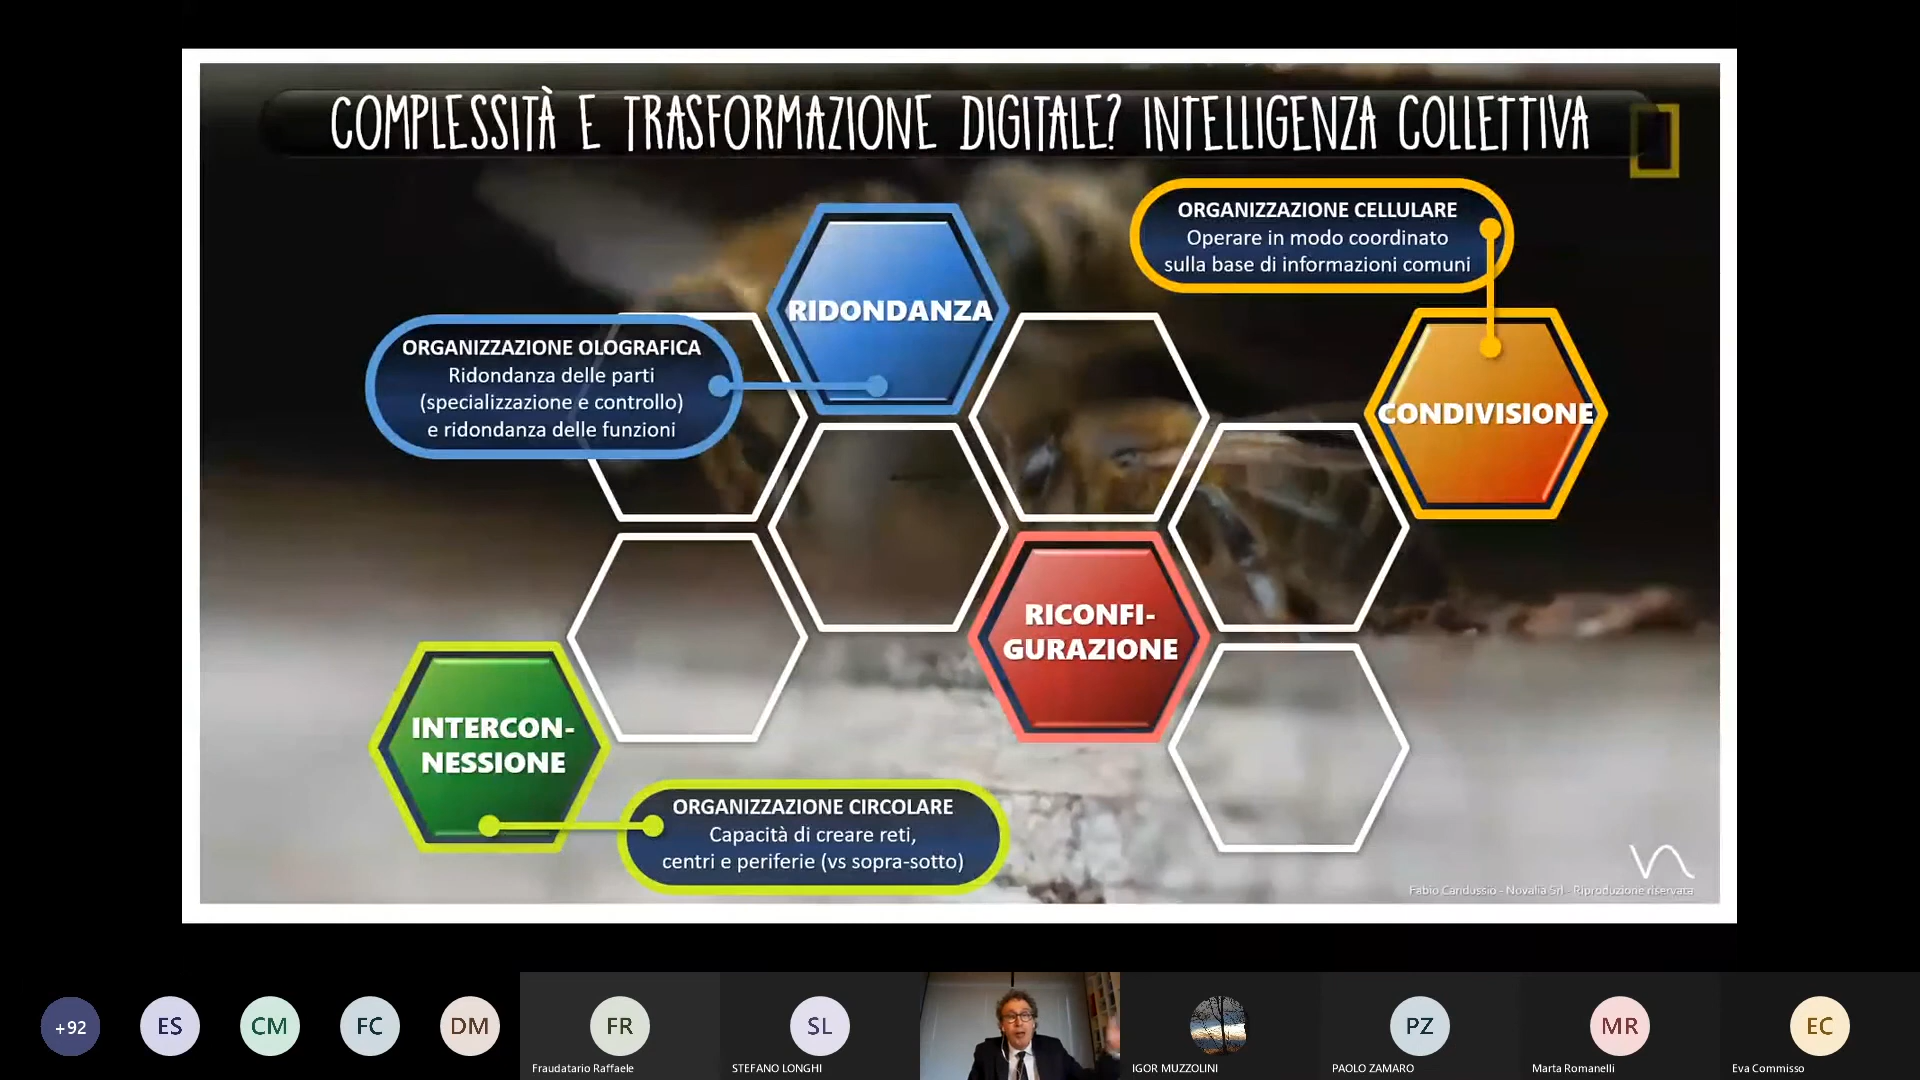 COMPLESSITÀ E TRASFORMAZIONE DIGITALE? INTELLIGENZA COLLETTIVA
ORGANIZZAZIONE CELLULARE
Operare in modo coordinato
sulla base di informazioni comuni
RIDONDANZA
ORGANIZZAZIONE OLOGRAFICA
Ridondanza delle parti
(specializzazione e controllo)
e ridondanza delle funzioni
CONDIVISIONE
RICONFI-
GURAZIONE
INTERCON-
NESSIONE
ORGANIZZAZIONE CIRCOLARE
Capacità di creare reti,
centri e periferie (vs sopra-sotto)
Fabio Candussio - Novalia Srl - Riproduzione riservata
+92
ES
CM
FC
DM
FR
SL
PZ
MR
EC
Fraudatario Raffaele
STEFANO LONGHI
IGOR MUZZOLINI
PAOLO ZAMARO
Marta Romanelli
Eva Commisso